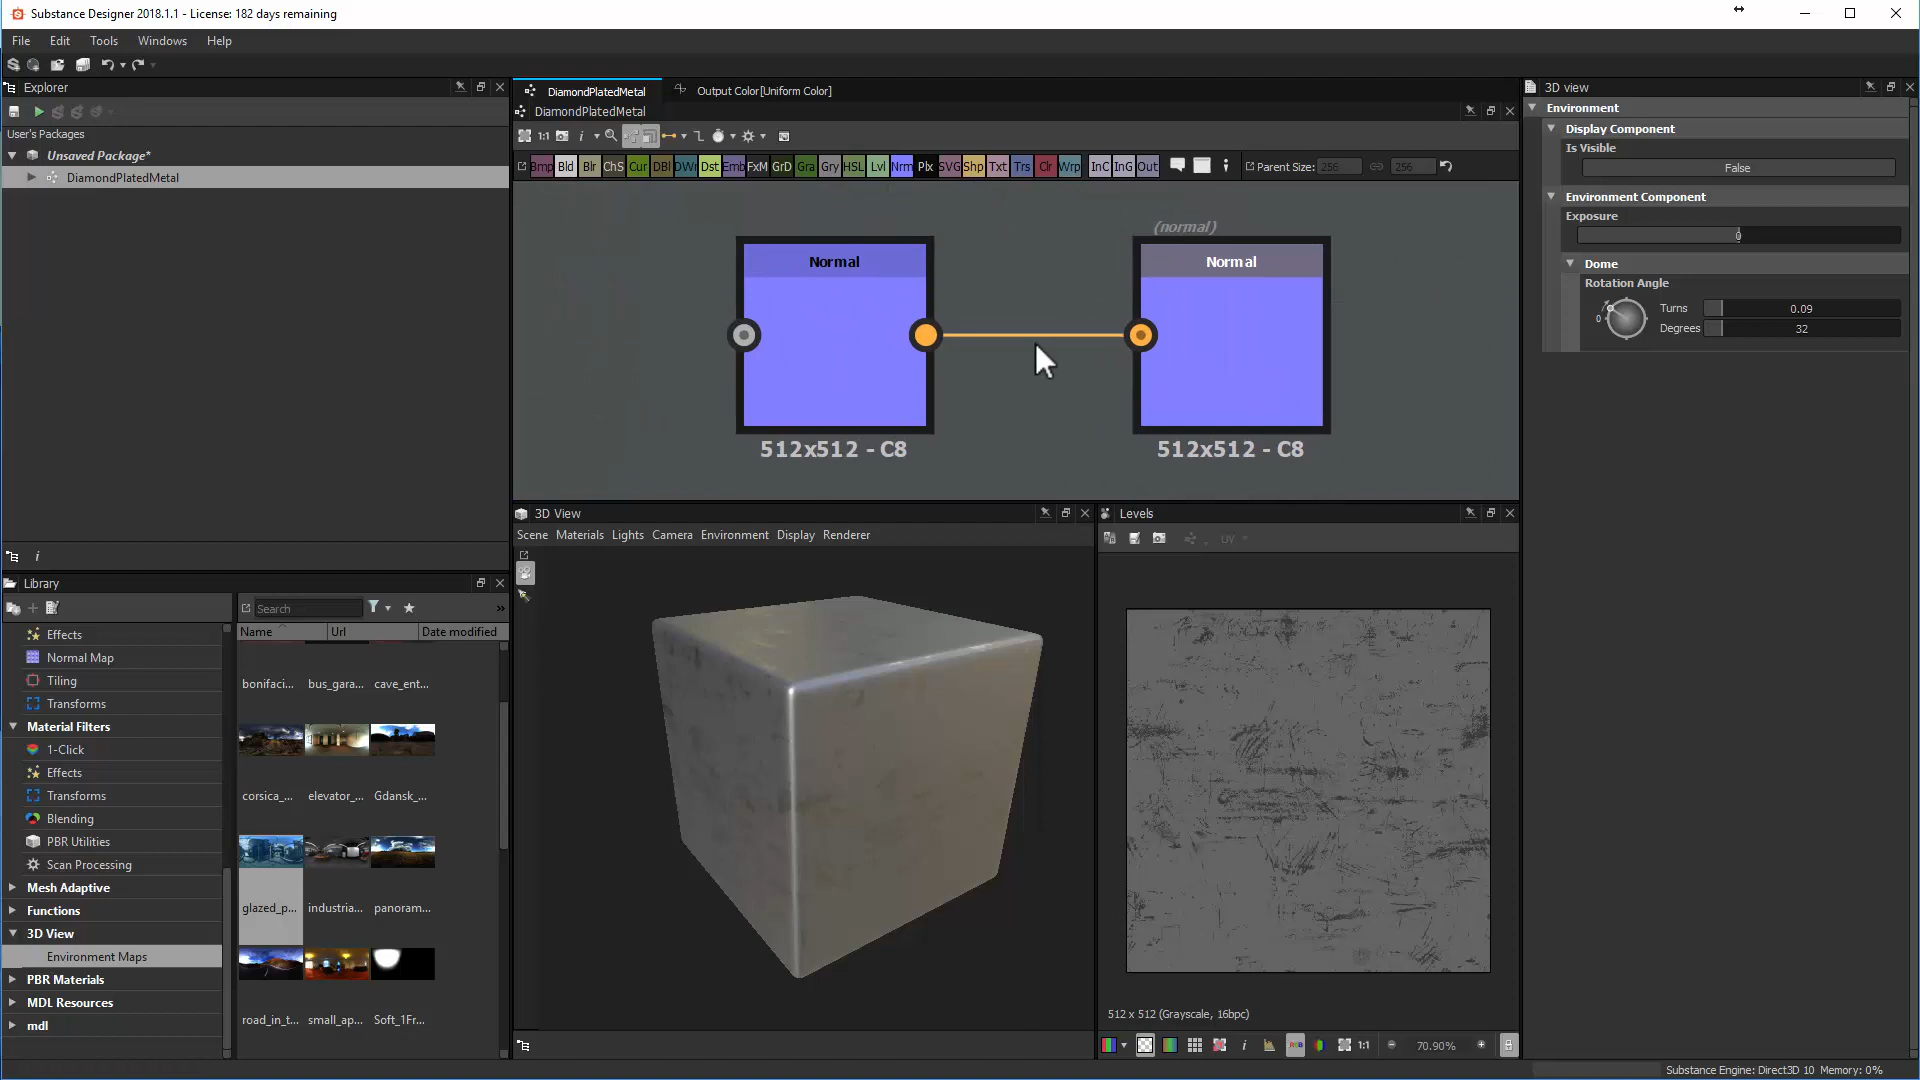 Substance Designer 2018.1.1 - License: 182 days remaining
File Edit Tools Windows Help
Explorer
User's Packages
Unsaved Package*
DiamondPlatedMetal
DiamondPlatedMetal
Output Color[Uniform Color]
DiamondPlatedMetal
1:1
i
Bmp Bld Blr ChS Cur DBl DWr Dst Emb FxM GrD Gra Gry HSL Lvl Nrm Plx SVG Shp Txt Trs Clr Wrp InC InG Out
Parent Size: 256 256
(normal)
Normal
Normal
512x512 - C8
512x512 - C8
3D view
Environment
Display Component
Is Visible
False
Environment Component
Exposure
0
Dome
Rotation Angle
0
Turns 0.09
Degrees 32
i
Library
Search
»
Name Url Date modified
Effects
Normal Map
Tiling
Transforms
Material Filters
1-Click
Effects
Transforms
Blending
PBR Utilities
Scan Processing
Mesh Adaptive
Functions
3D View
Environment Maps
PBR Materials
MDL Resources
mdl
bonifaci... bus_gara... cave_ent...
corsica_... elevator_... Gdansk_...
glazed_p... industria... panoram...
road_in_t... small_ap... Soft_1Fr...
3D View
Scene Materials Lights Camera Environment Display Renderer
Levels
UV
512 x 512 (Grayscale, 16bpc)
i
RGB
1:1
70.90%
Substance Engine: Direct3D 10 Memory: 0%